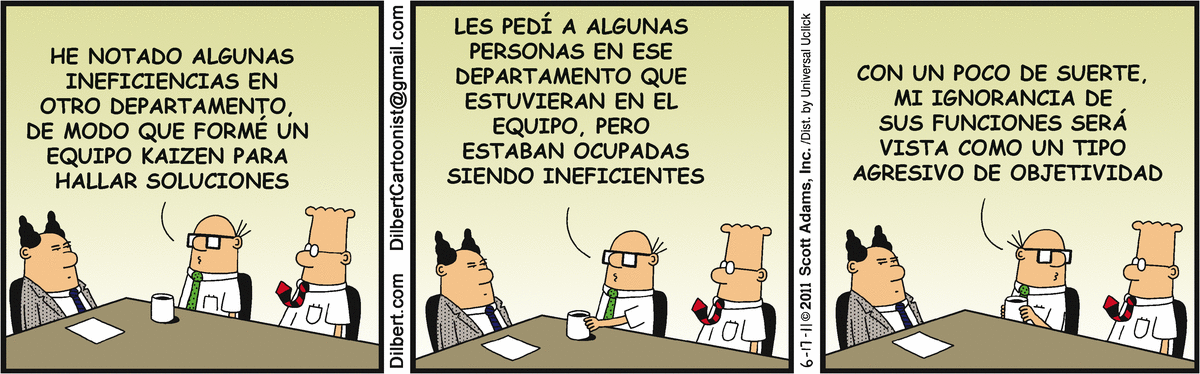 HE NOTADO ALGUNAS
INEFICIENCIAS EN
OTRO DEPARTAMENTO,
DE MODO QUE FORMÉ UN
EQUIPO KAIZEN PARA
HALLAR SOLUCIONES
Dilbert.com DilbertCartoonist@gmail.com
LES PEDÍ A ALGUNAS
PERSONAS EN ESE
DEPARTAMENTO QUE
ESTUVIERAN EN EL
EQUIPO, PERO
ESTABAN OCUPADAS
SIENDO INEFICIENTES
6-17-11 © 2011 Scott Adams, Inc. /Dist. by Universal Uclick
CON UN POCO DE SUERTE,
MI IGNORANCIA DE
SUS FUNCIONES SERÁ
VISTA COMO UN TIPO
AGRESIVO DE OBJETIVIDAD